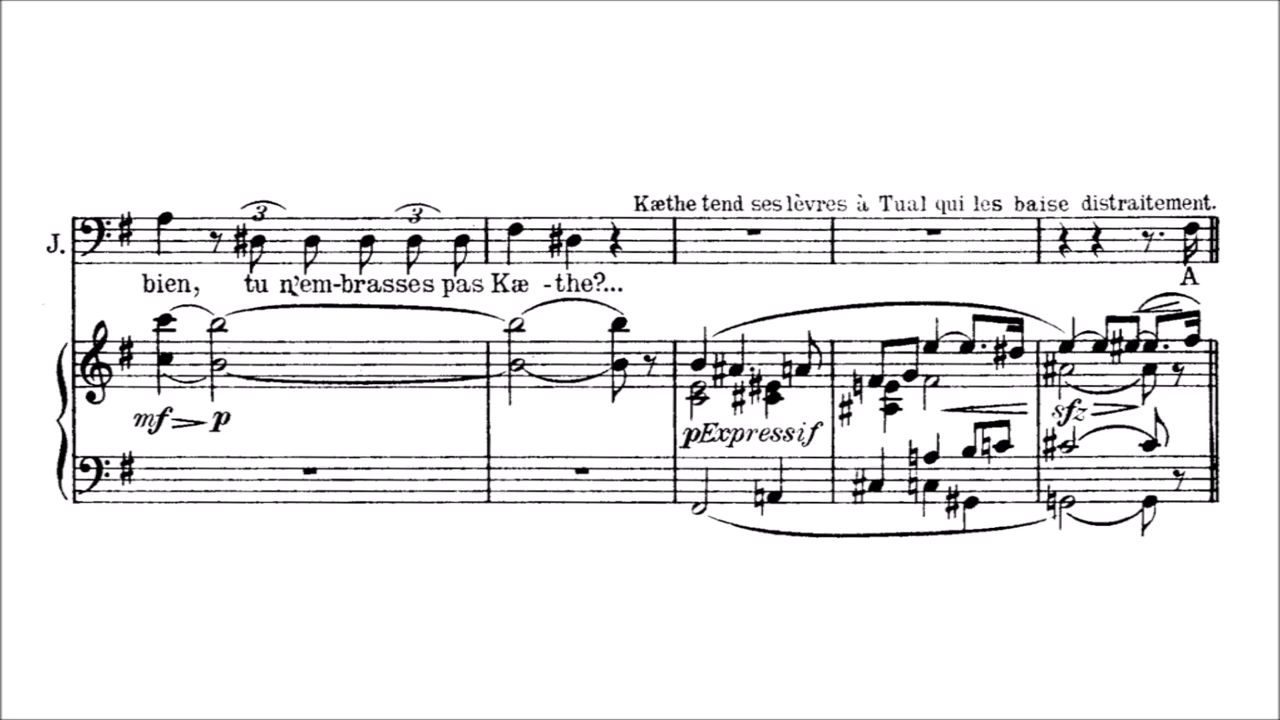 Kæthe tend ses lèvres à Tual qui les baise distraitement.
3 3
J.
bien, tu n'em-brasses pas Kæ -the?... A
mf p
pExpressif
sfz